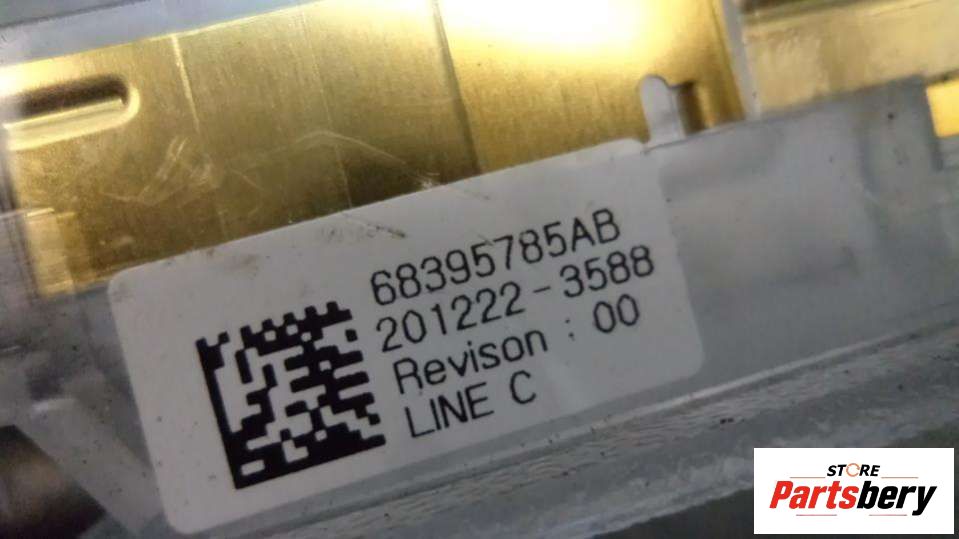 68395785AB
201222-3588
Revison : 00
LINE C
STORE
Partsbery